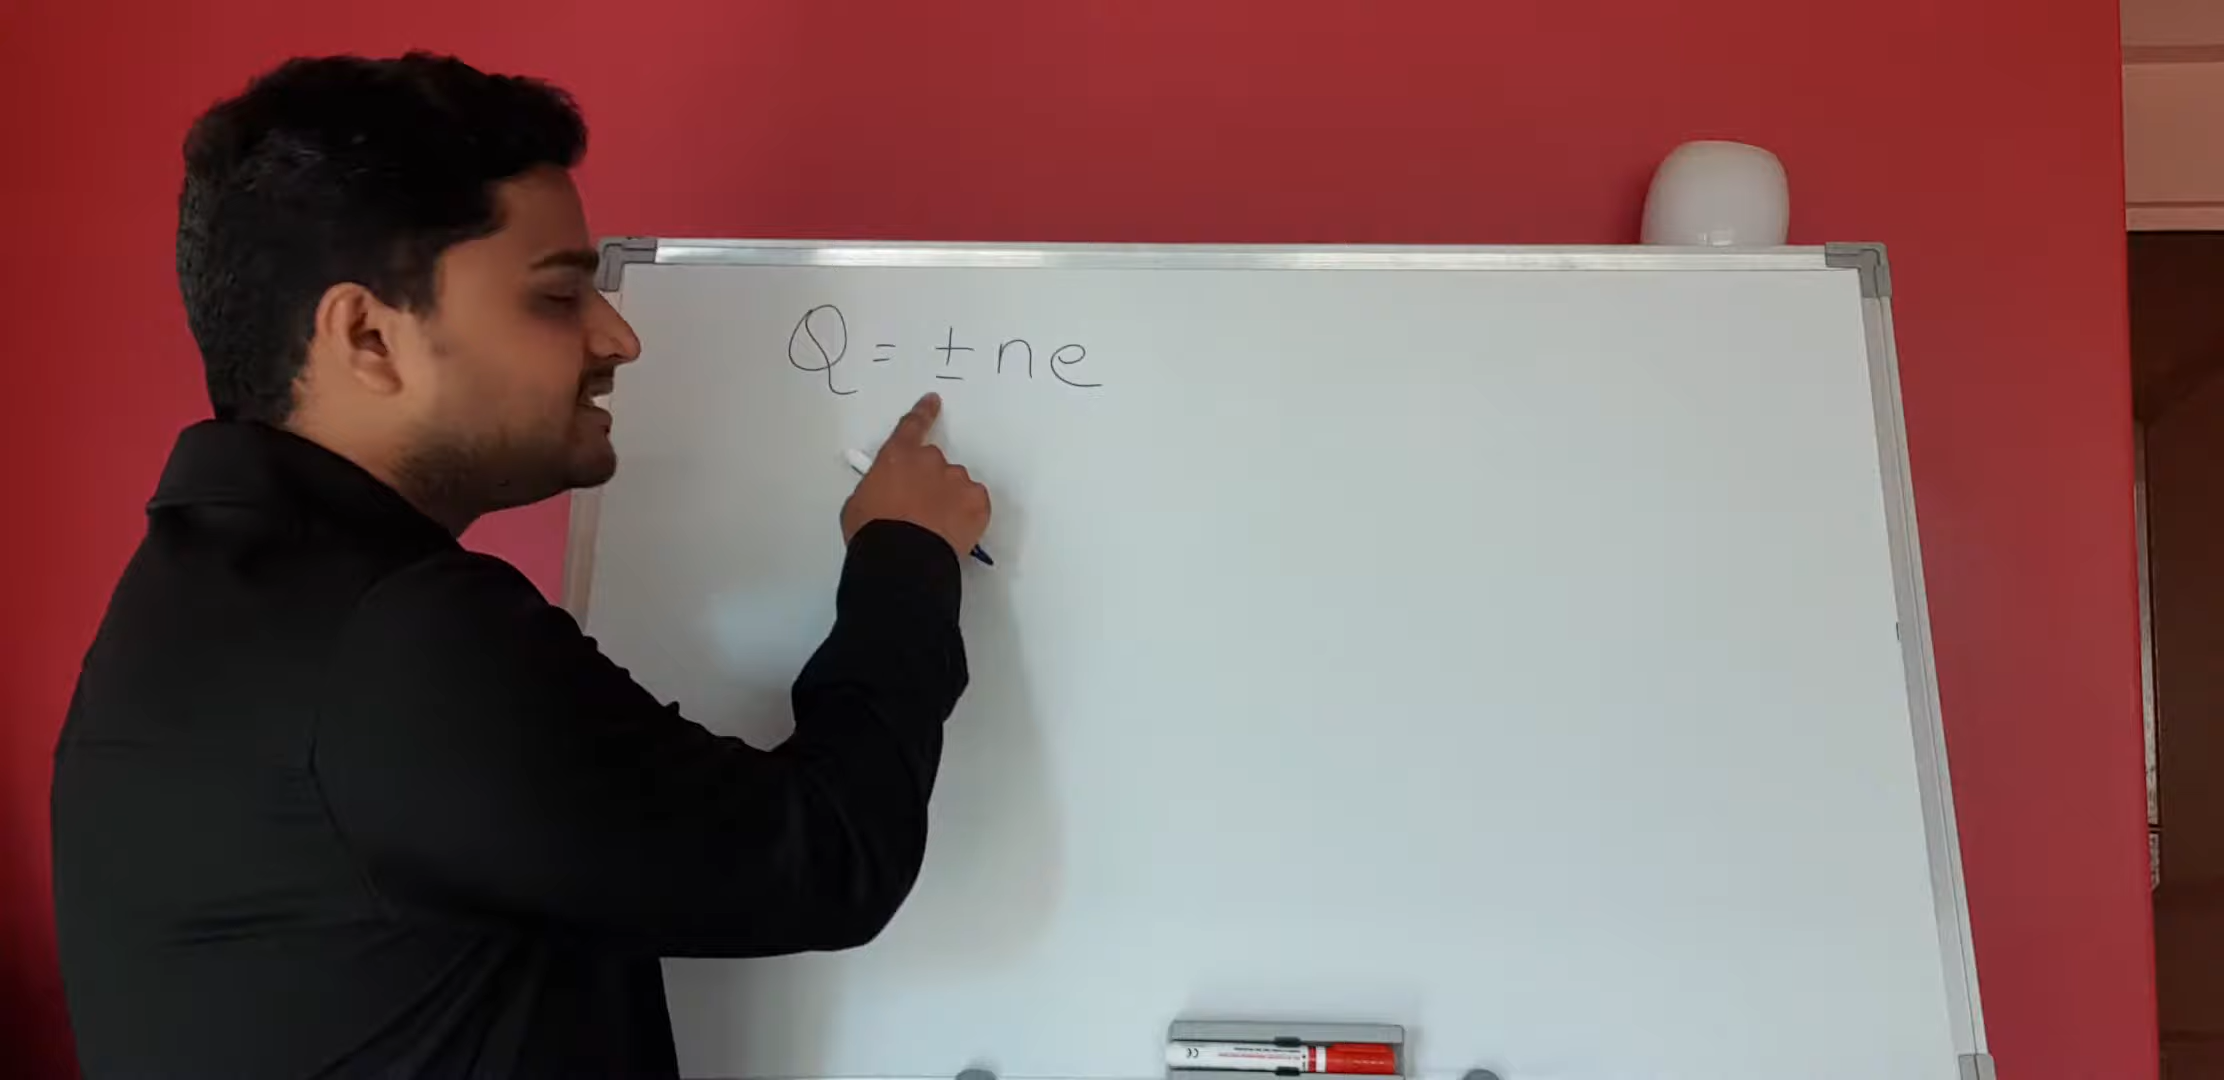 Q = ± ne